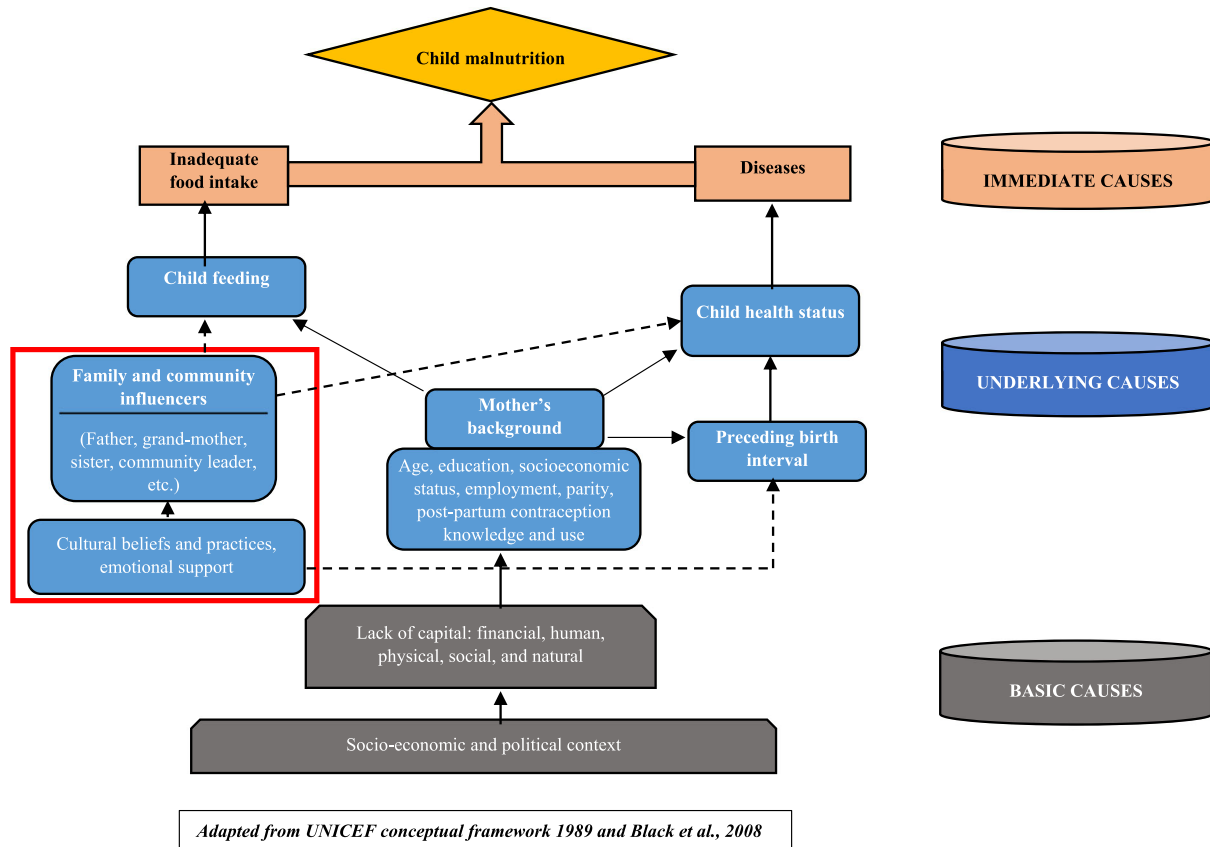 Child malnutrition
Inadequate
food intake
Diseases
IMMEDIATE CAUSES
Child feeding
Child health status
Family and community
influencers
(Father, grand-mother,
sister, community leader,
etc.)
Mother's
background
Age, education, socioeconomic
status, employment, parity,
post-partum contraception
knowledge and use
Preceding birth
interval
UNDERLYING CAUSES
Cultural beliefs and practices,
emotional support
Lack of capital: financial, human,
physical, social, and natural
BASIC CAUSES
Socio-economic and political context
Adapted from UNICEF conceptual framework 1989 and Black et al., 2008